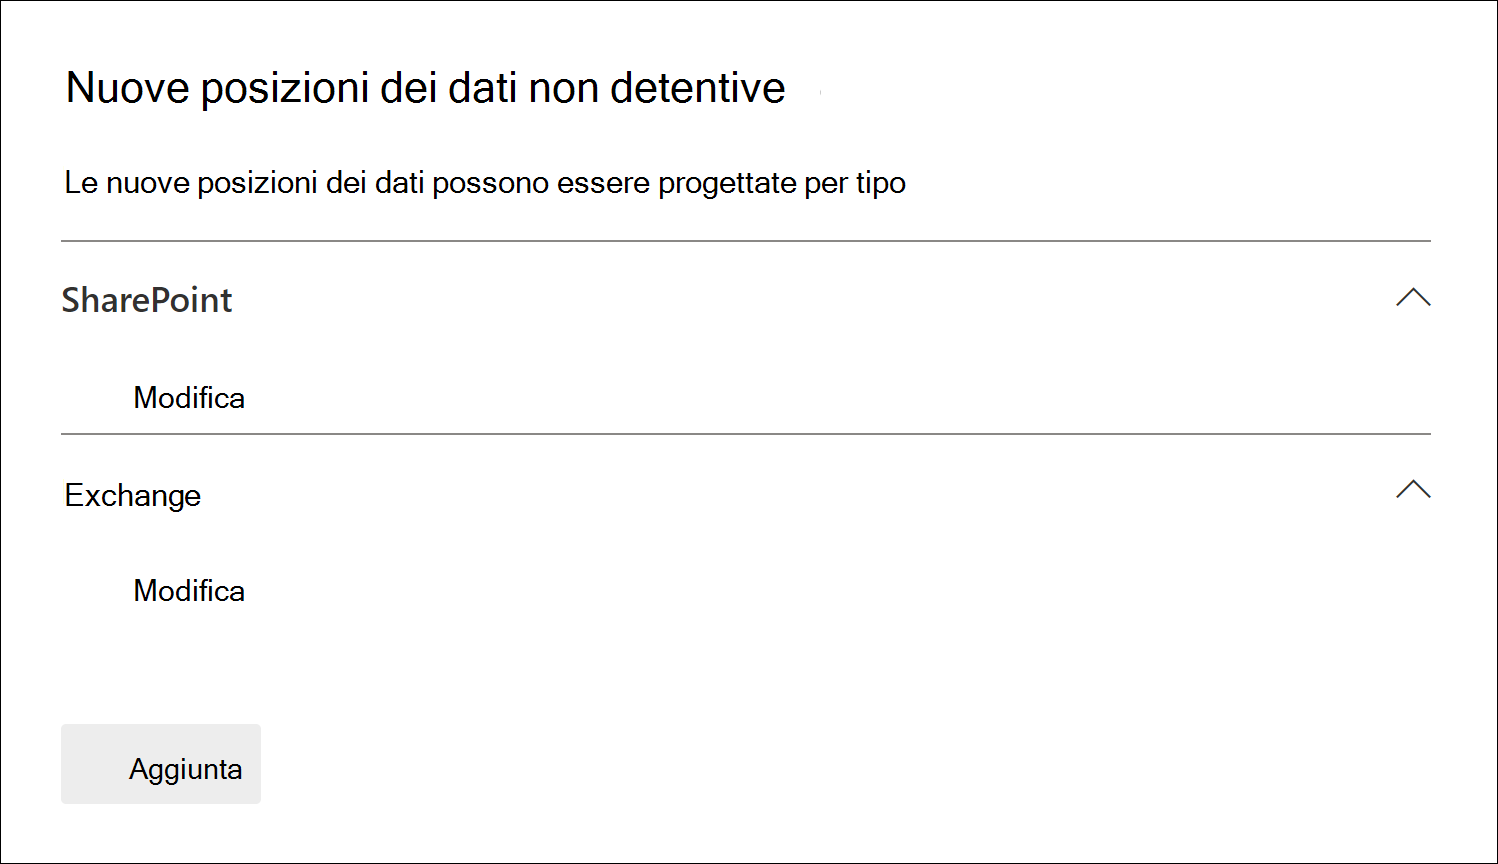 Nuove posizioni dei dati non detentive
Le nuove posizioni dei dati possono essere progettate per tipo
SharePoint
Modifica
Exchange
Modifica
Aggiunta